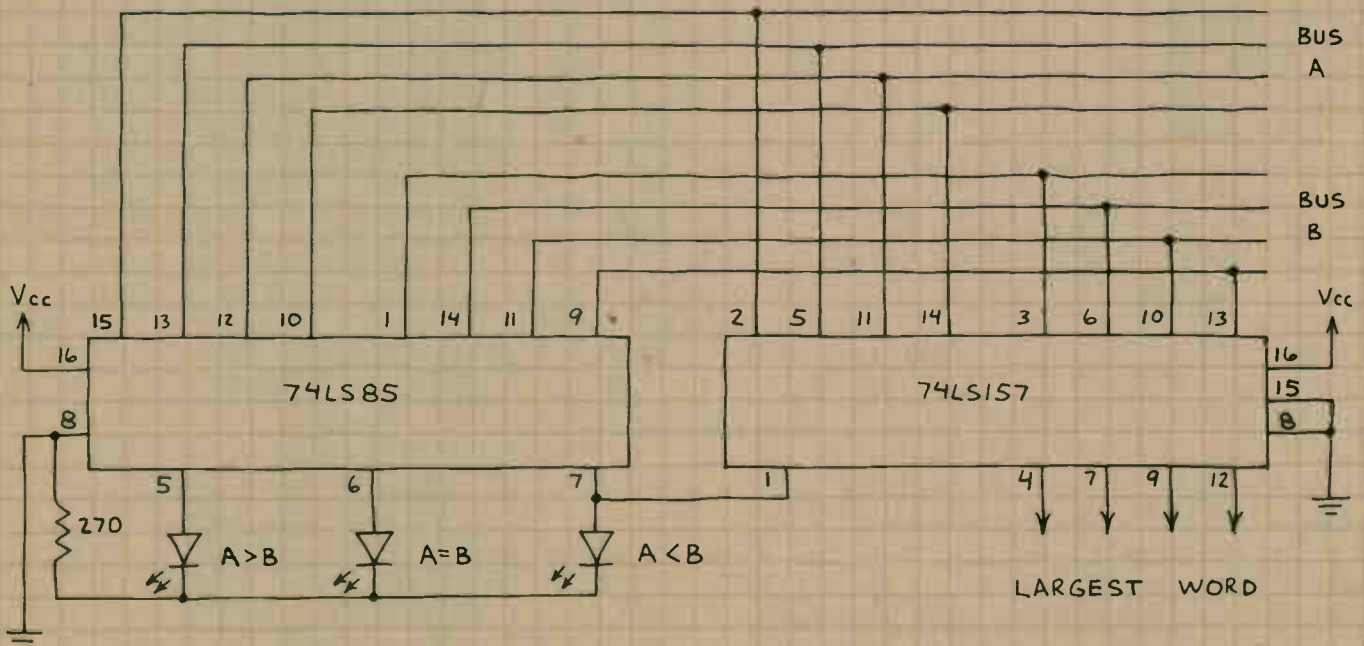 BUS
A
BUS
B
Vcc
Vcc
15 13 12 10 1 14 11 9 2 5 11 14 3 6 10 13
16 16
74LS85 74LS157 15
8 8
5 6 7 1 4 7 9 12
270 A>B A=B A<B
LARGEST WORD